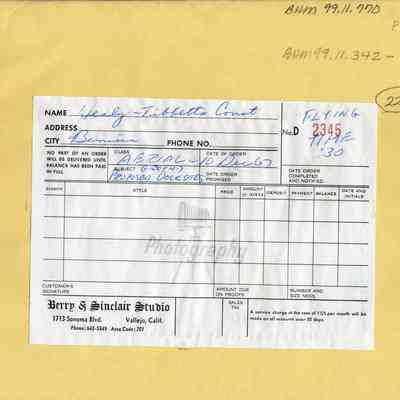 BHM 99.11.770
BHM 99.11.342 -
22
NAME Healy-Tibbetts Const
ADDRESS
CITY Benicia PHONE NO.
No. D 2345
FLYING TIME '30
NO PART OF AN ORDER WILL BE DELIVERED UNTIL BALANCE HAS BEEN PAID IN FULL
CLASS AERIAL - 10 Dec 67
DATE OF ORDER
SUBJECT
DATE ORDER PROMISED
DATE ORDER COMPLETED AND NOTIFIED
STYLE PRICE AMOUNT OF ORDER DEPOSIT PAYMENT BALANCE DATE AND INITIALS
Photography
CUSTOMER'S SIGNATURE
AMOUNT DUE ON PROOFS
NUMBER AND SIZE NEGS.
Berry & Sinclair Studio
1713 Sonoma Blvd. Vallejo, Calif.
Phone: 643-5349 Area Code: 707
SALES TAX
A service charge at the rate of 1½% per month will be made on all accounts over 30 days.